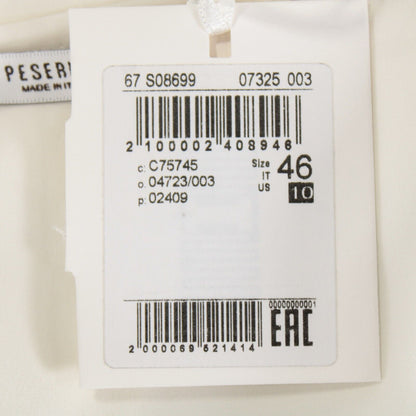 PESERI
MADE IN IT
67 S08699 07325 003
2 100002 408946
c: C75745
o: 04723/003
p: 02409
Size 46
IT
US 10
00000000001
EAC
2 000069 521414